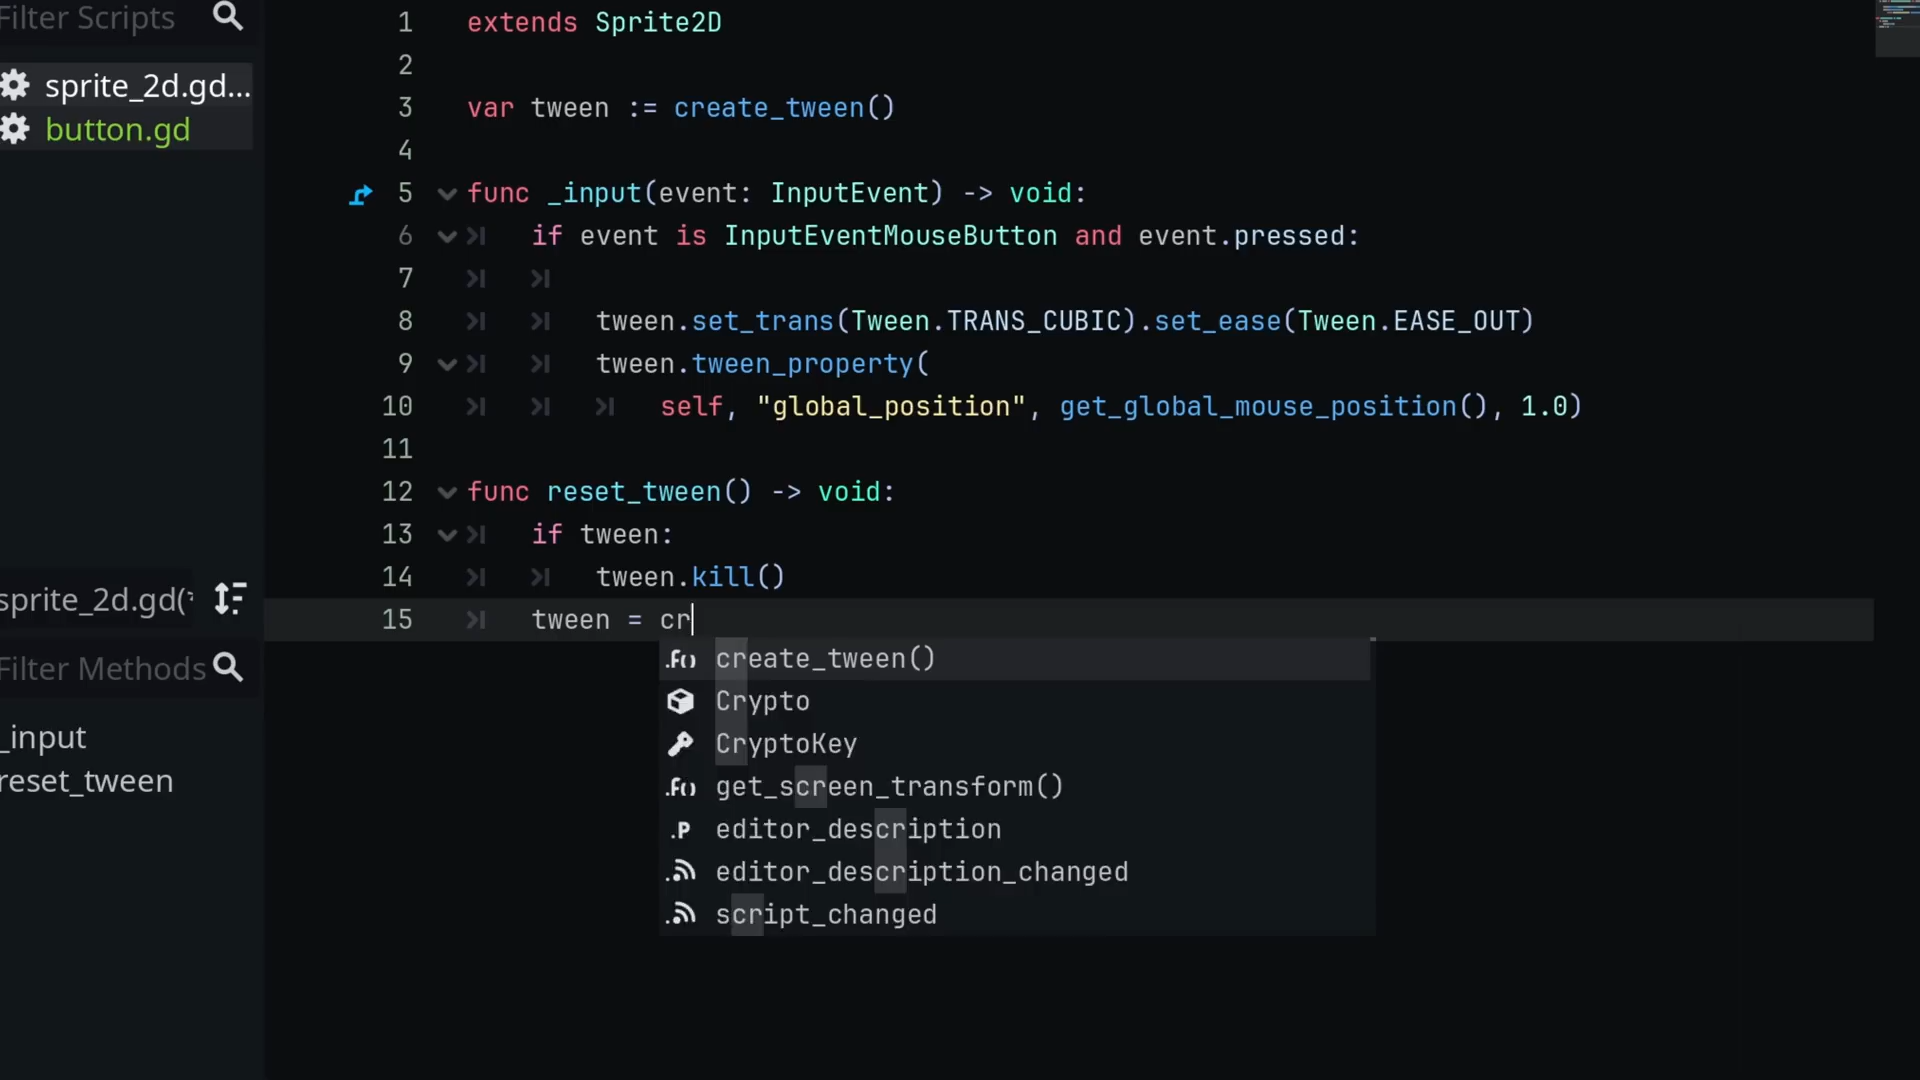 Filter Scripts
sprite_2d.gd...
button.gd
sprite_2d.gd(*
Filter Methods
_input
reset_tween
1 extends Sprite2D
2
3 var tween := create_tween()
4
5 func _input(event: InputEvent) -> void:
6 if event is InputEventMouseButton and event.pressed:
7
8 tween.set_trans(Tween.TRANS_CUBIC).set_ease(Tween.EASE_OUT)
9 tween.tween_property(
10 self, "global_position", get_global_mouse_position(), 1.0)
11
12 func reset_tween() -> void:
13 if tween:
14 tween.kill()
15 tween = cr
create_tween()
Crypto
CryptoKey
get_screen_transform()
editor_description
editor_description_changed
script_changed